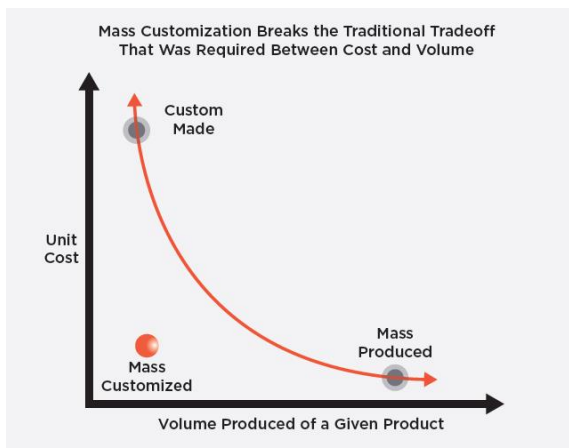 Mass Customization Breaks the Traditional Tradeoff
That Was Required Between Cost and Volume
Custom
Made
Unit
Cost
Mass
Produced
Mass
Customized
Volume Produced of a Given Product